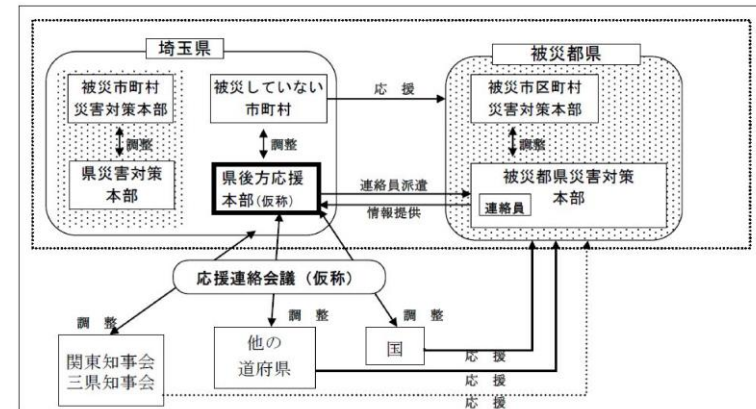 埼玉県
被災都県
被災市町村
災害対策本部
被災していない
市町村
応　援
被災市区町村
災害対策本部
調整
調整
調整
県災害対策
本部
県後方応援
本部(仮称)
連絡員派遣
情報提供
被災都県災害対策
本部
連絡員
応援連絡会議（仮称）
調　整
調　整
調　整
関東知事会
三県知事会
他の
道府県
国
応　援
応　援
応　援